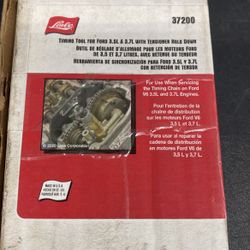 Lisle
37200
TIMING TOOL FOR FORD 3.5L & 3.7L WITH TENSIONER HOLD DOWN
OUTIL DE RÉGLAGE D'ALLUMAGE POUR LES MOTEURS FORD
DE 3,5 ET 3,7 LITRES, AVEC RETENUE DU TENSEUR
HERRAMIENTA DE SINCRONIZACIÓN PARA FORD 3.5L Y 3.7L
CON RETENCIÓN DE TENSOR
For Use When Servicing
the Timing Chain on Ford
V6 3.5L and 3.7L Engines.
Pour l'entretien de la
chaîne de distribution
sur les moteurs Ford V6
3,5 L et 3,7 L.
Para usar al reparar la
cadena de distribución
en motores Ford V6 de
3,5 L y 3,7 L.
Lisle Corporation
MADE IN U.S.A.
HECHO EN EE. UU.